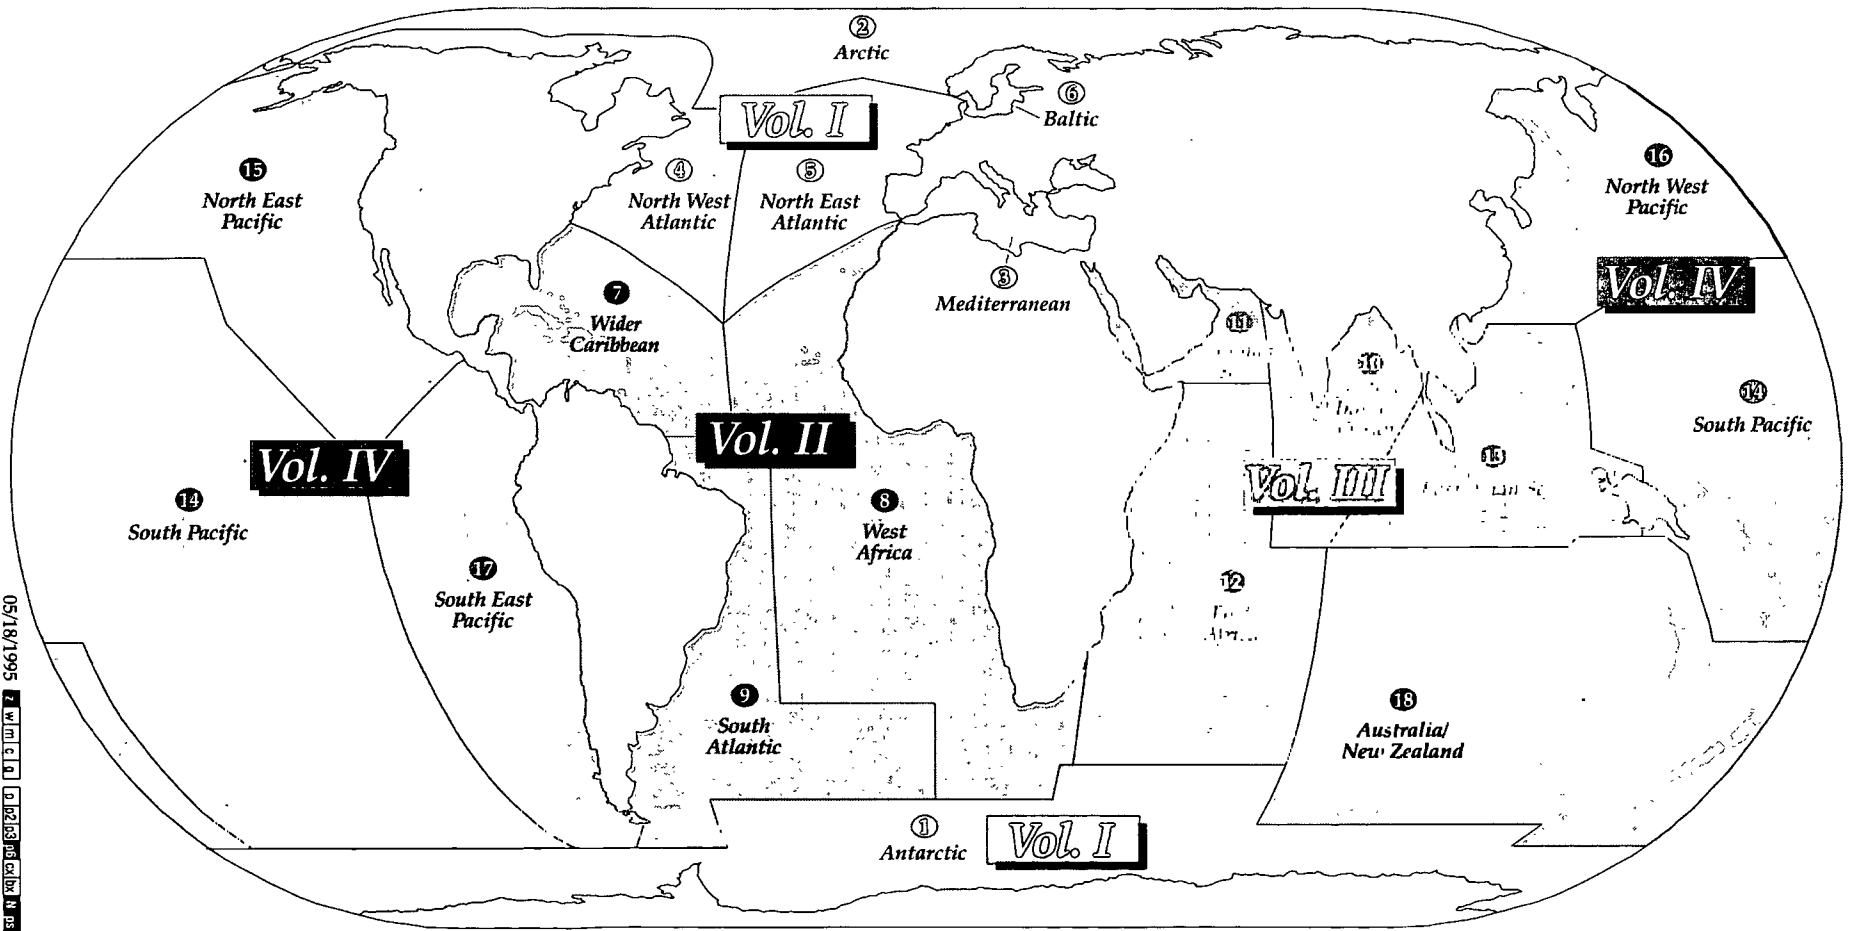 ②
Arctic
Vol. I
⑥
Baltic
⑮
North East
Pacific
④
North West
Atlantic
⑤
North East
Atlantic
⑯
North West
Pacific
③
Mediterranean
Vol. IV
⑦
Wider
Caribbean
⑪
⑩
⑭
South Pacific
Vol. II
Vol. IV
⑬
Vol. III
⑭
South Pacific
⑧
West
Africa
⑰
South East
Pacific
⑫
⑨
South
Atlantic
⑱
Australia/
New Zealand
①
Antarctic
Vol. I
05/18/1995